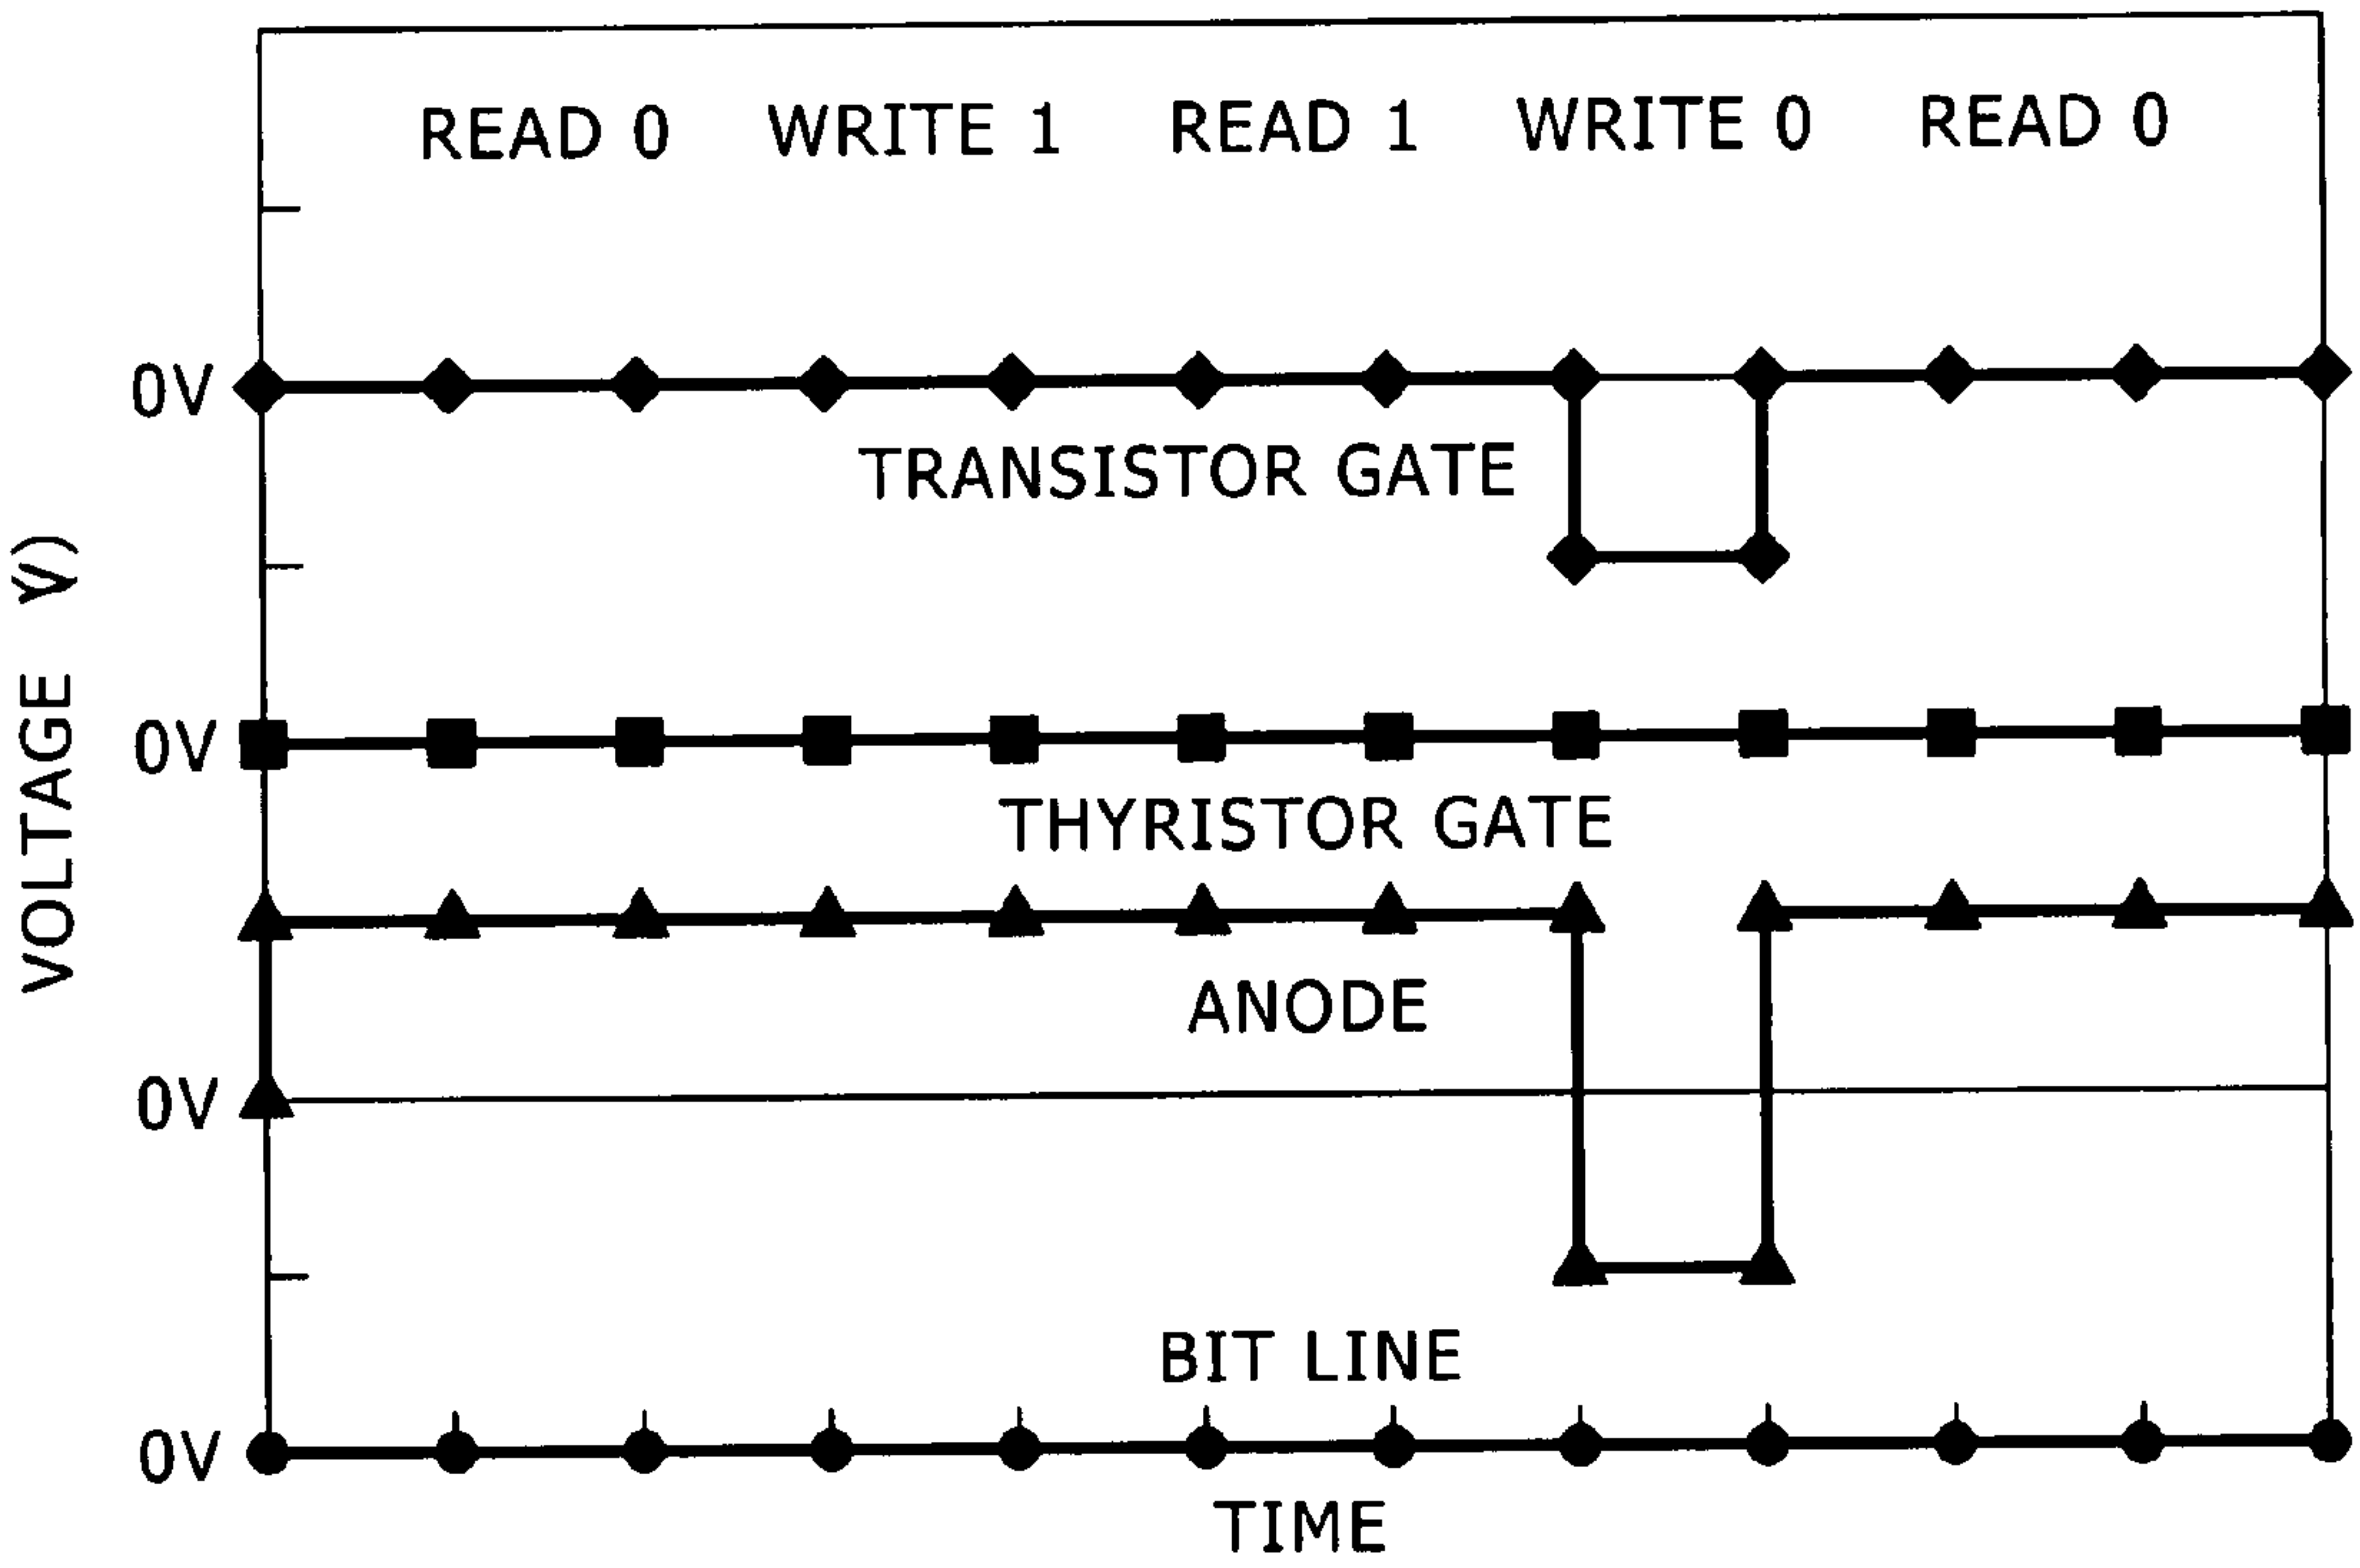 READ 0 WRITE 1 READ 1 WRITE 0 READ 0
0V
TRANSISTOR GATE
0V
THYRISTOR GATE
ANODE
0V
BIT LINE
0V
TIME
VOLTAGE V)